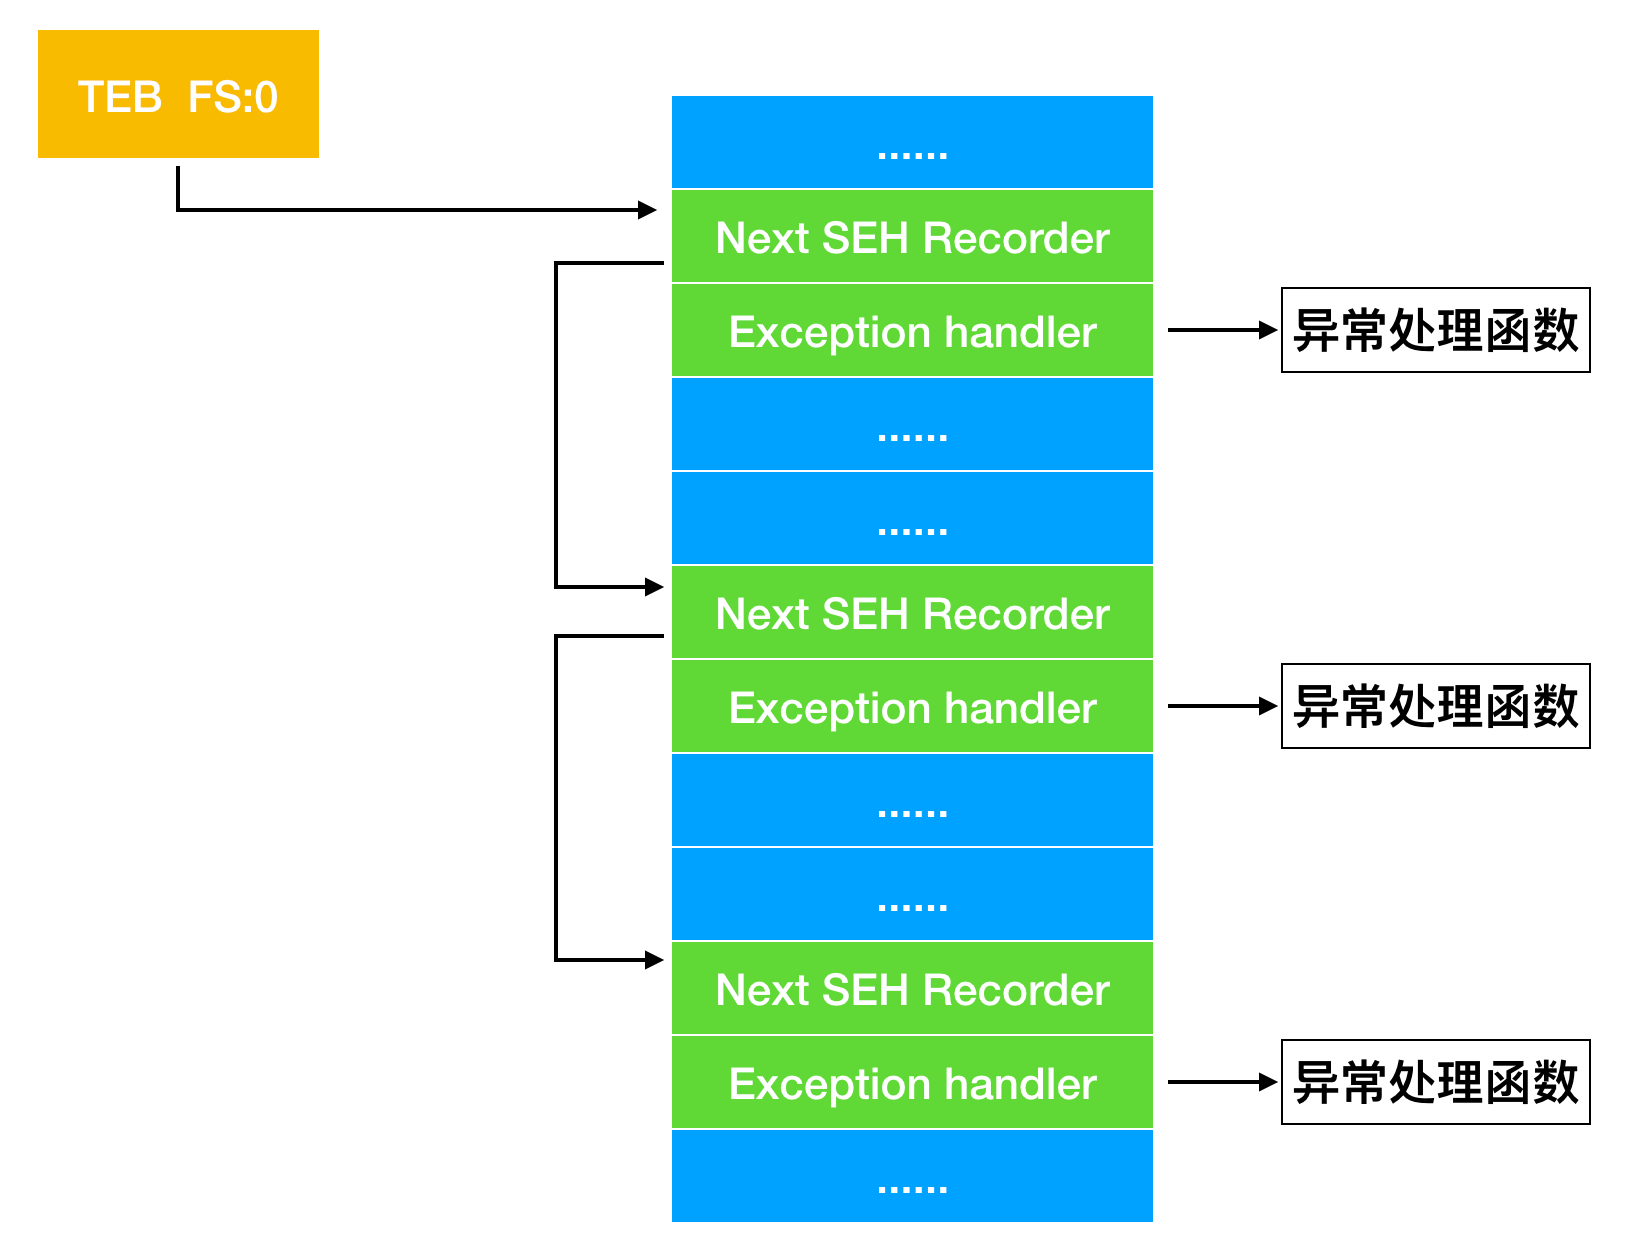 TEB FS:0
......
Next SEH Recorder
Exception handler
异常处理函数
......
......
Next SEH Recorder
Exception handler
异常处理函数
......
......
Next SEH Recorder
Exception handler
异常处理函数
......